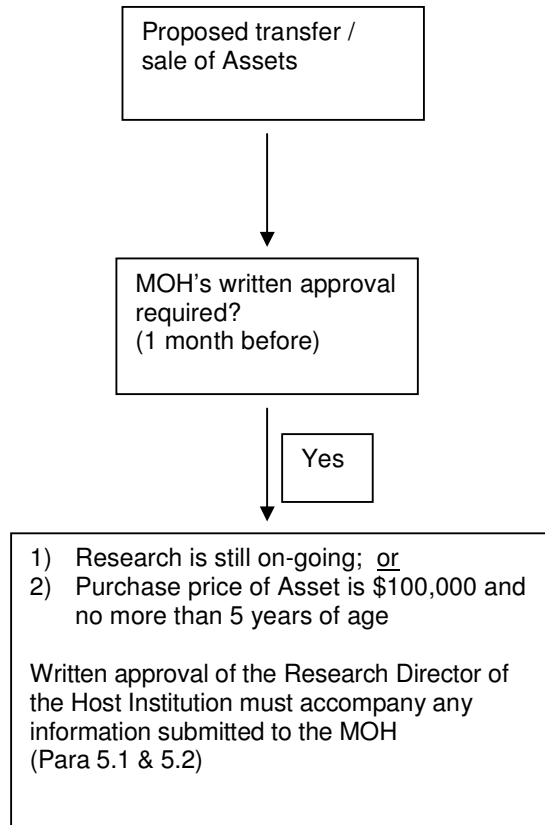 Proposed transfer /
sale of Assets
MOH's written approval
required?
(1 month before)
Yes
1) Research is still on-going; or
2) Purchase price of Asset is $100,000 and
no more than 5 years of age
Written approval of the Research Director of
the Host Institution must accompany any
information submitted to the MOH
(Para 5.1 & 5.2)